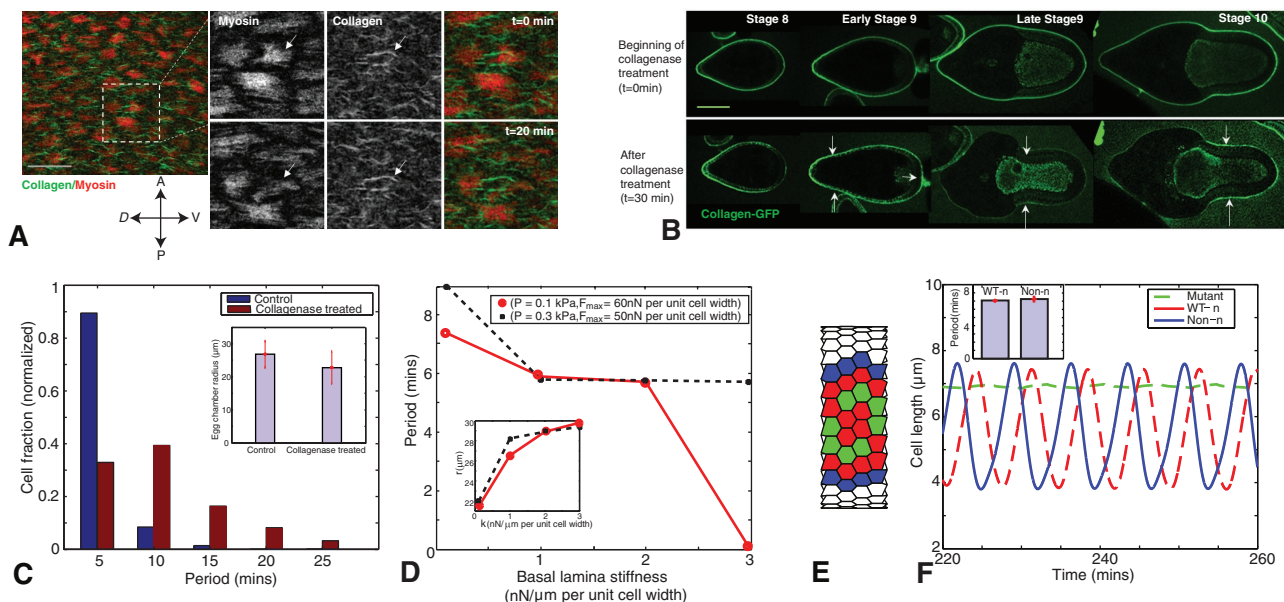 Myosin
Collagen
t=0 min
t=20 min
Collagen/Myosin
A
D
V
P
A
Stage 8
Early Stage 9
Late Stage9
Stage 10
Beginning of
collagenase
treatment
(t=0min)
After
collagenase
treatment
(t=30 min)
Collagen-GFP
B
Control
Collagenase treated
Cell fraction (normalized)
1
0.8
0.6
0.4
0.2
0
5
10
15
20
25
Period (mins)
Egg chamber radius (µm)
40
30
20
10
0
Control
Collagenase treated
C
(P = 0.1 kPa,Fmax= 60nN per unit cell width)
(P = 0.3 kPa,Fmax= 50nN per unit cell width)
Period (mins)
8
6
4
2
0
1
2
3
Basal lamina stiffness
(nN/µm per unit cell width)
r(µm)
30
28
26
24
22
0
1
2
3
k(nN/µm per unit cell width)
D
E
Mutant
WT−n
Non−n
Cell length (µm)
10
8
6
4
2
220
240
260
Time (mins)
WT-n
Non-n
Period(mins)
8
6
4
2
0
F